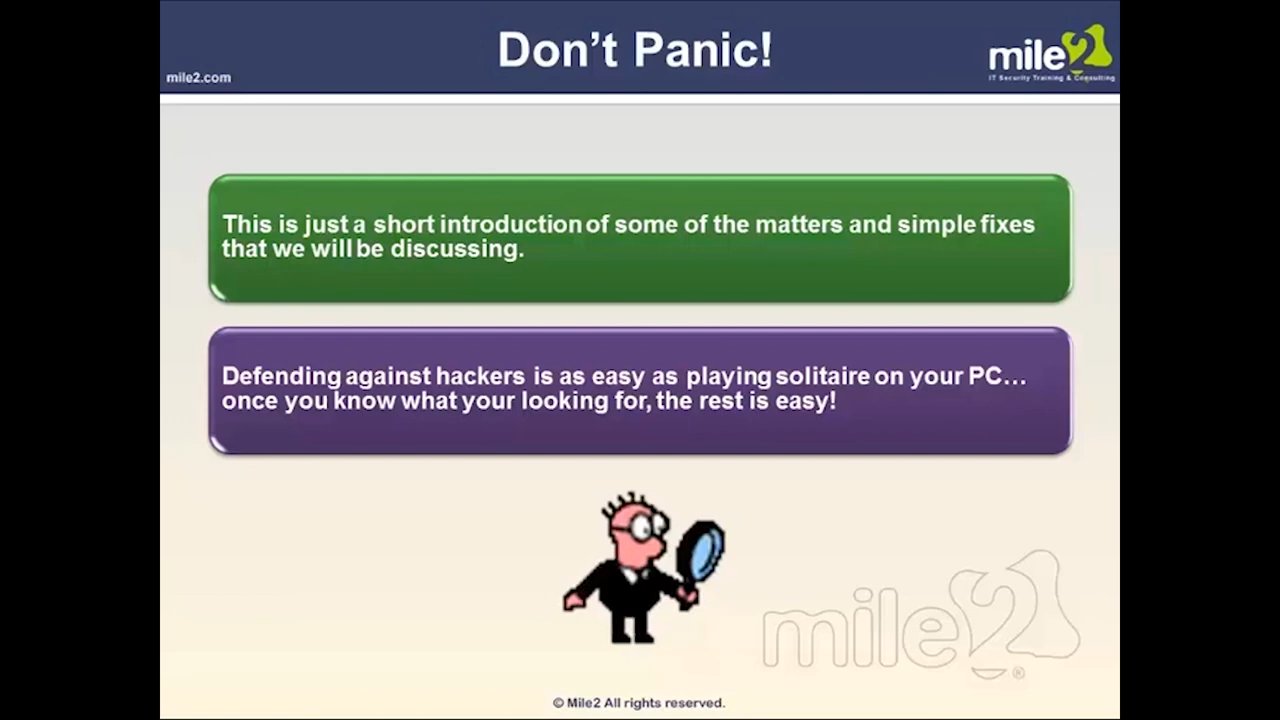 Don't Panic!
mile2.com
mile2
IT Security Training & Consulting
This is just a short introduction of some of the matters and simple fixes
that we will be discussing.
Defending against hackers is as easy as playing solitaire on your PC…
once you know what your looking for, the rest is easy!
mile2®
© Mile2 All rights reserved.